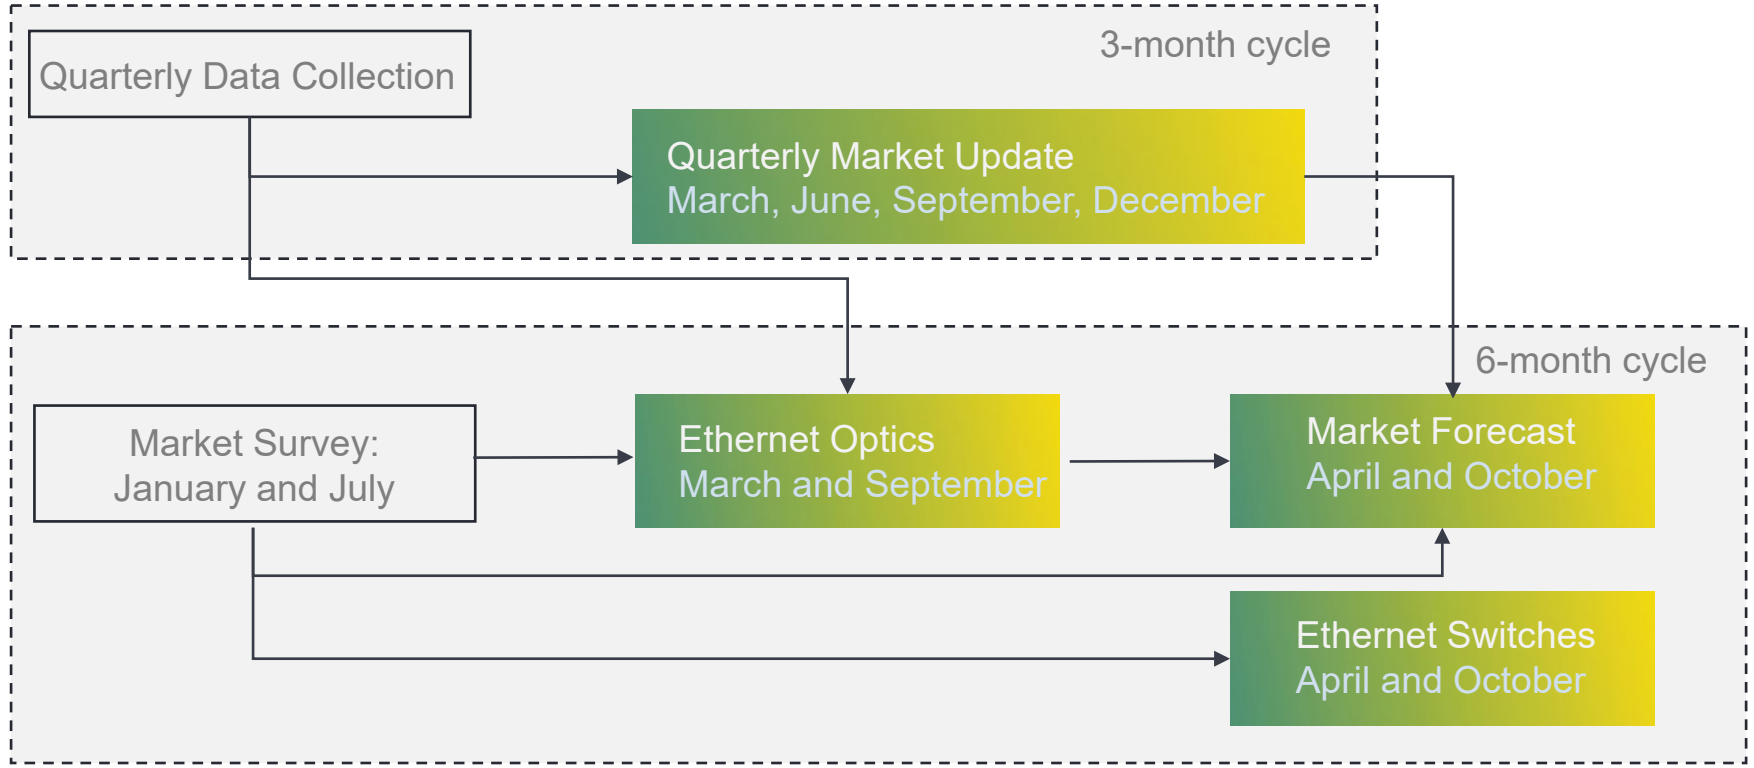 3-month cycle
Quarterly Data Collection
Quarterly Market Update
March, June, September, December
6-month cycle
Market Survey:
January and July
Ethernet Optics
March and September
Market Forecast
April and October
Ethernet Switches
April and October